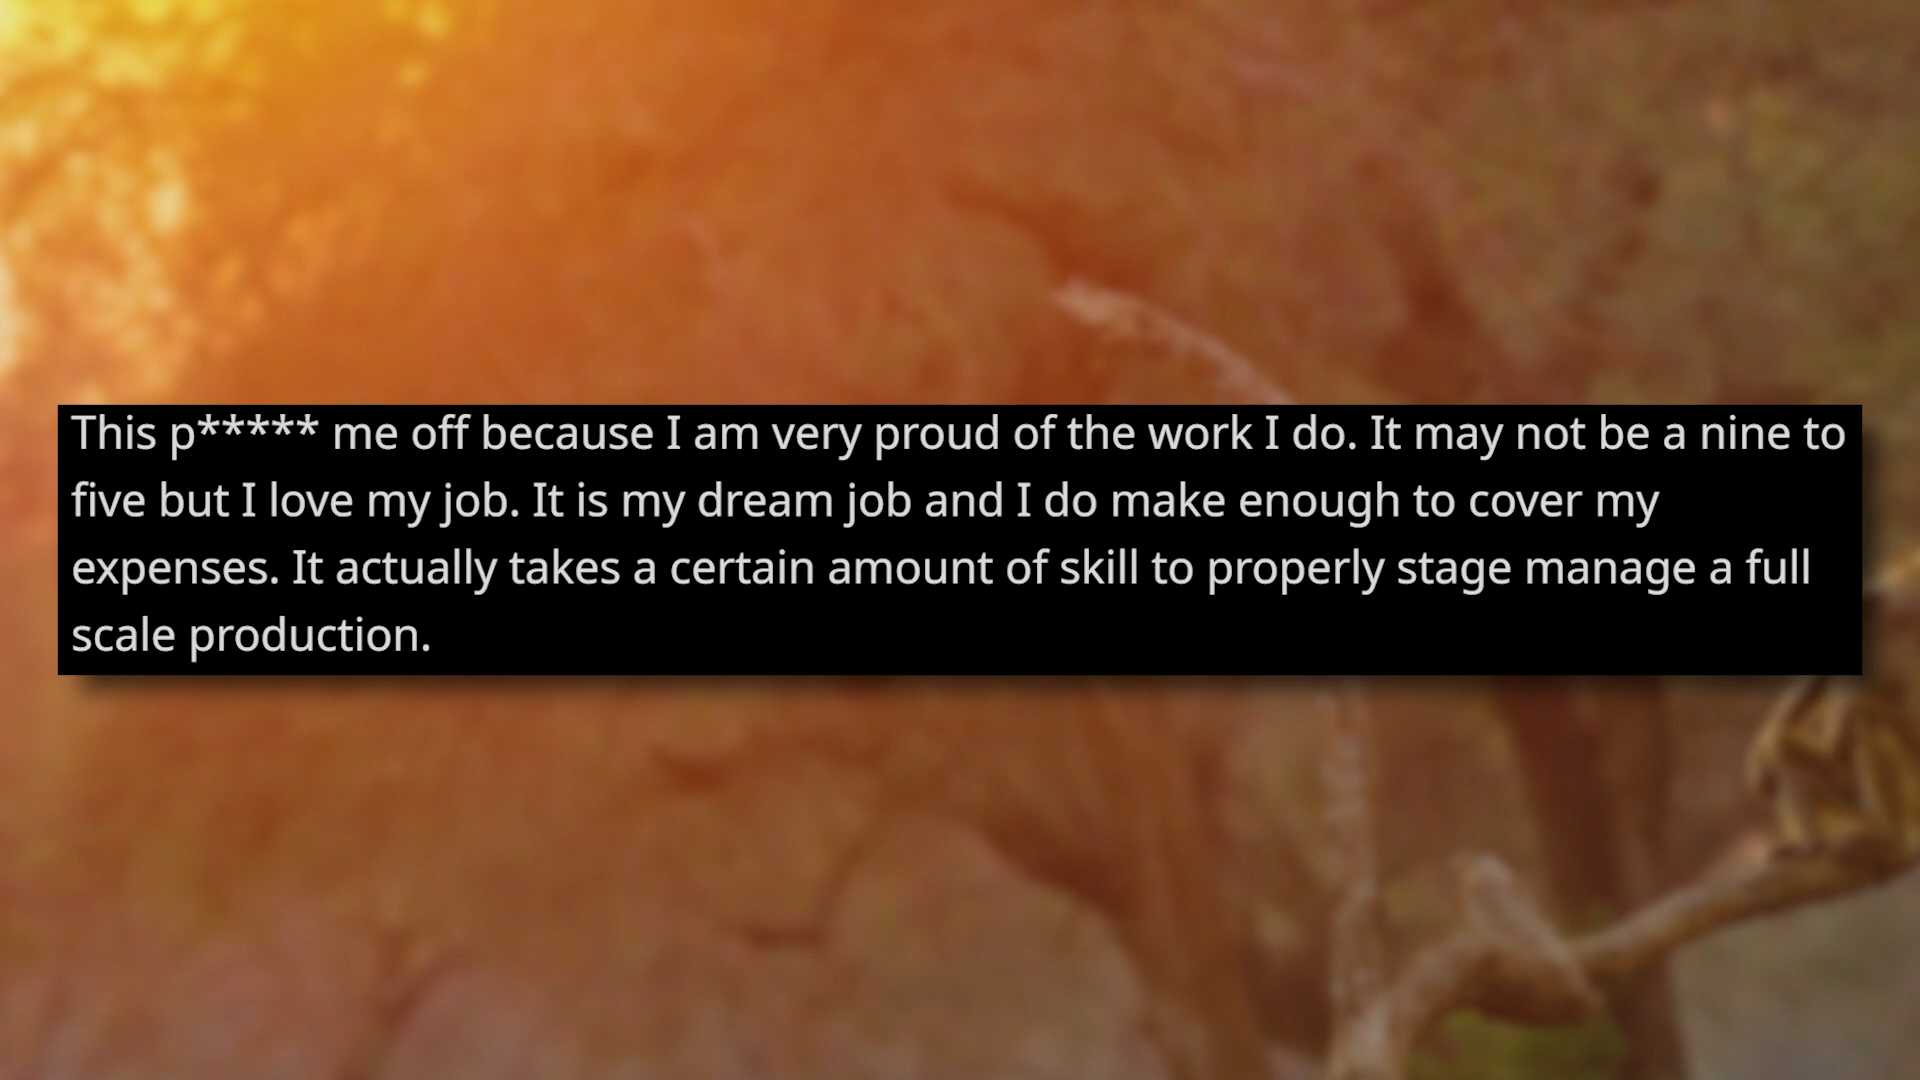 This p***** me off because I am very proud of the work I do. It may not be a nine to
five but I love my job. It is my dream job and I do make enough to cover my
expenses. It actually takes a certain amount of skill to properly stage manage a full
scale production.